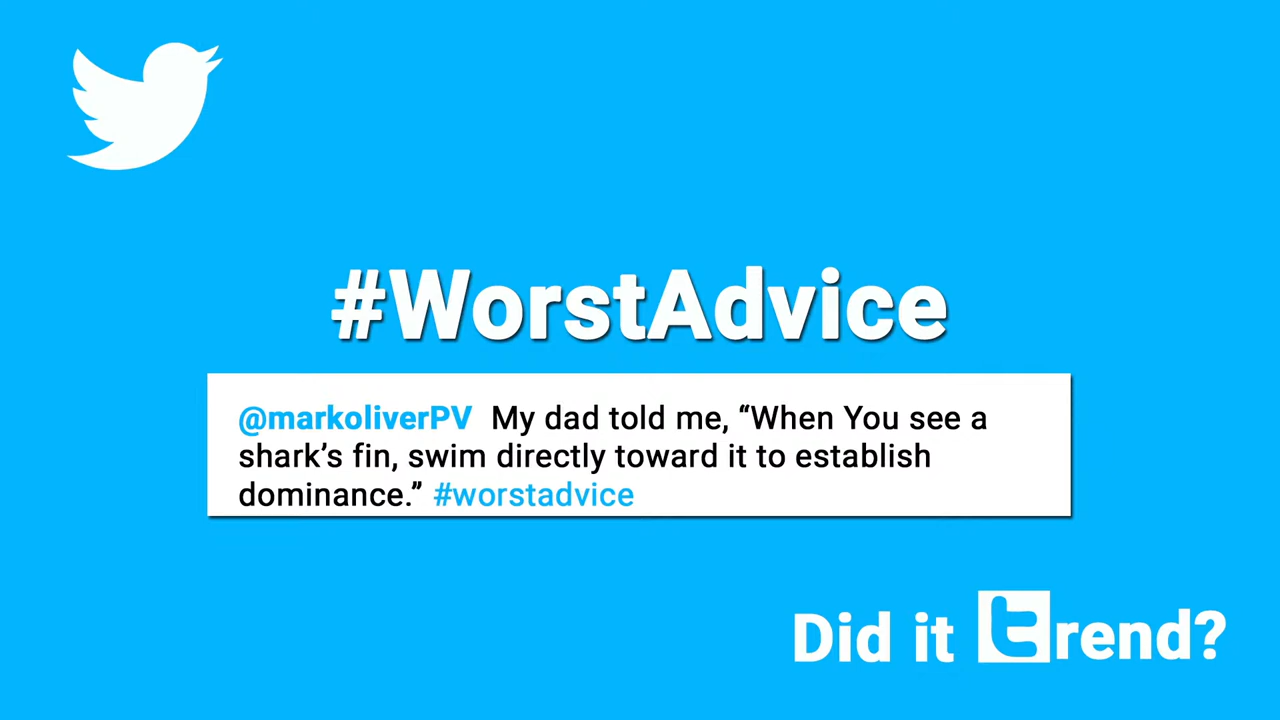 #WorstAdvice
@markoliverPV My dad told me, “When You see a
shark’s fin, swim directly toward it to establish
dominance.” #worstadvice
Did it trend?